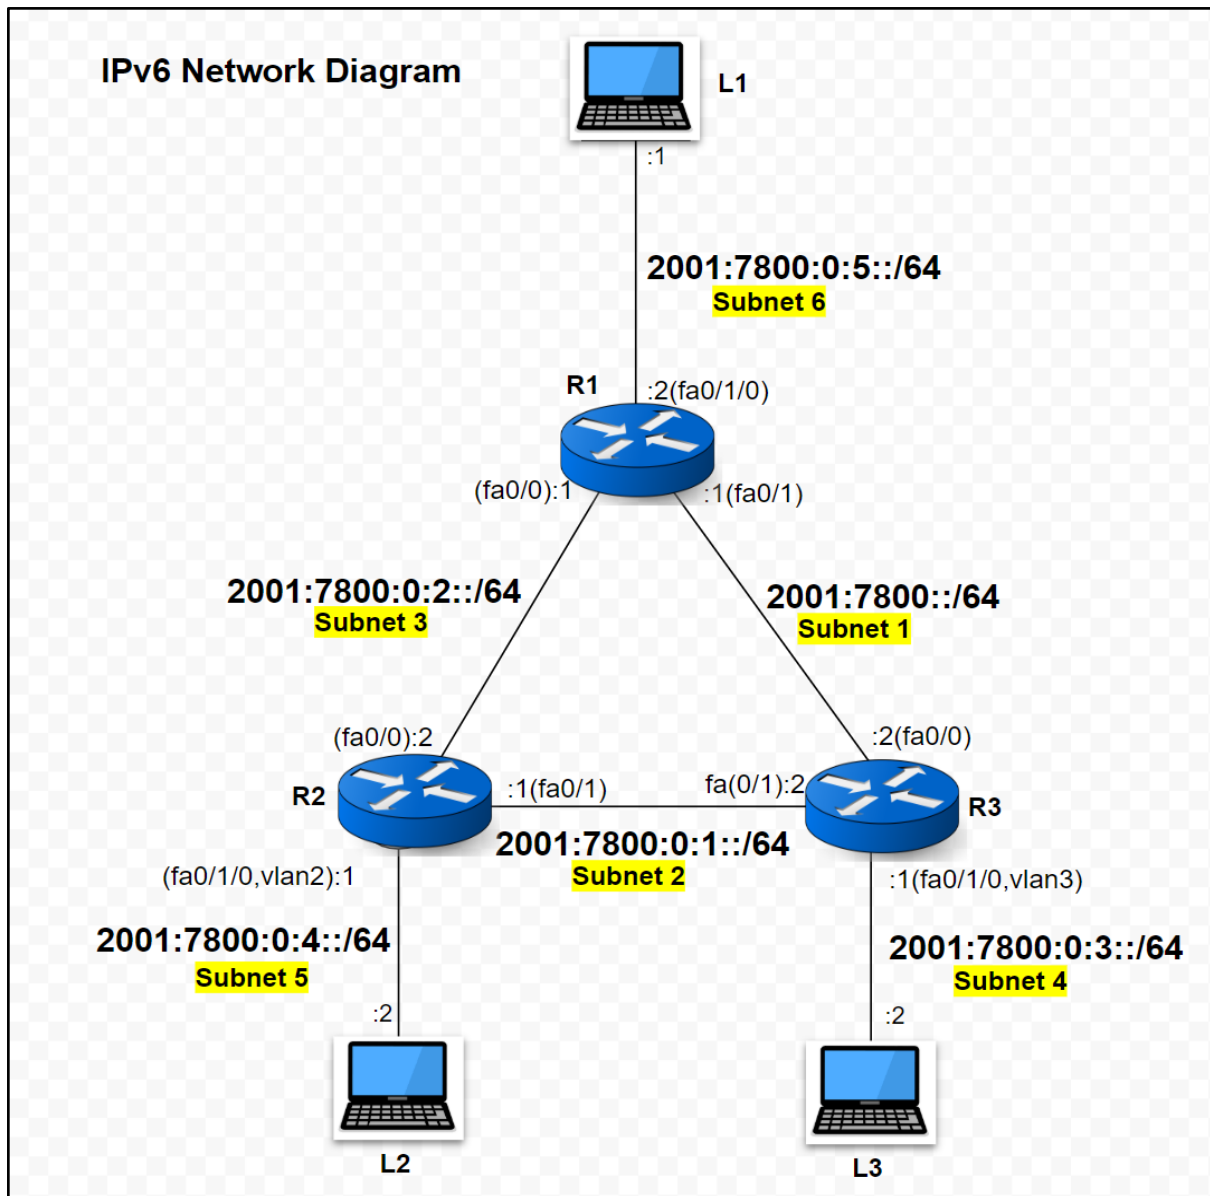 IPv6 Network Diagram
L1
:1
2001:7800:0:5::/64
Subnet 6
R1
:2(fa0/1/0)
(fa0/0):1
:1(fa0/1)
2001:7800:0:2::/64
Subnet 3
2001:7800::/64
Subnet 1
(fa0/0):2
:2(fa0/0)
R2
:1(fa0/1)
fa(0/1):2
R3
2001:7800:0:1::/64
Subnet 2
(fa0/1/0,vlan2):1
:1(fa0/1/0,vlan3)
2001:7800:0:4::/64
Subnet 5
2001:7800:0:3::/64
Subnet 4
:2
:2
L2
L3